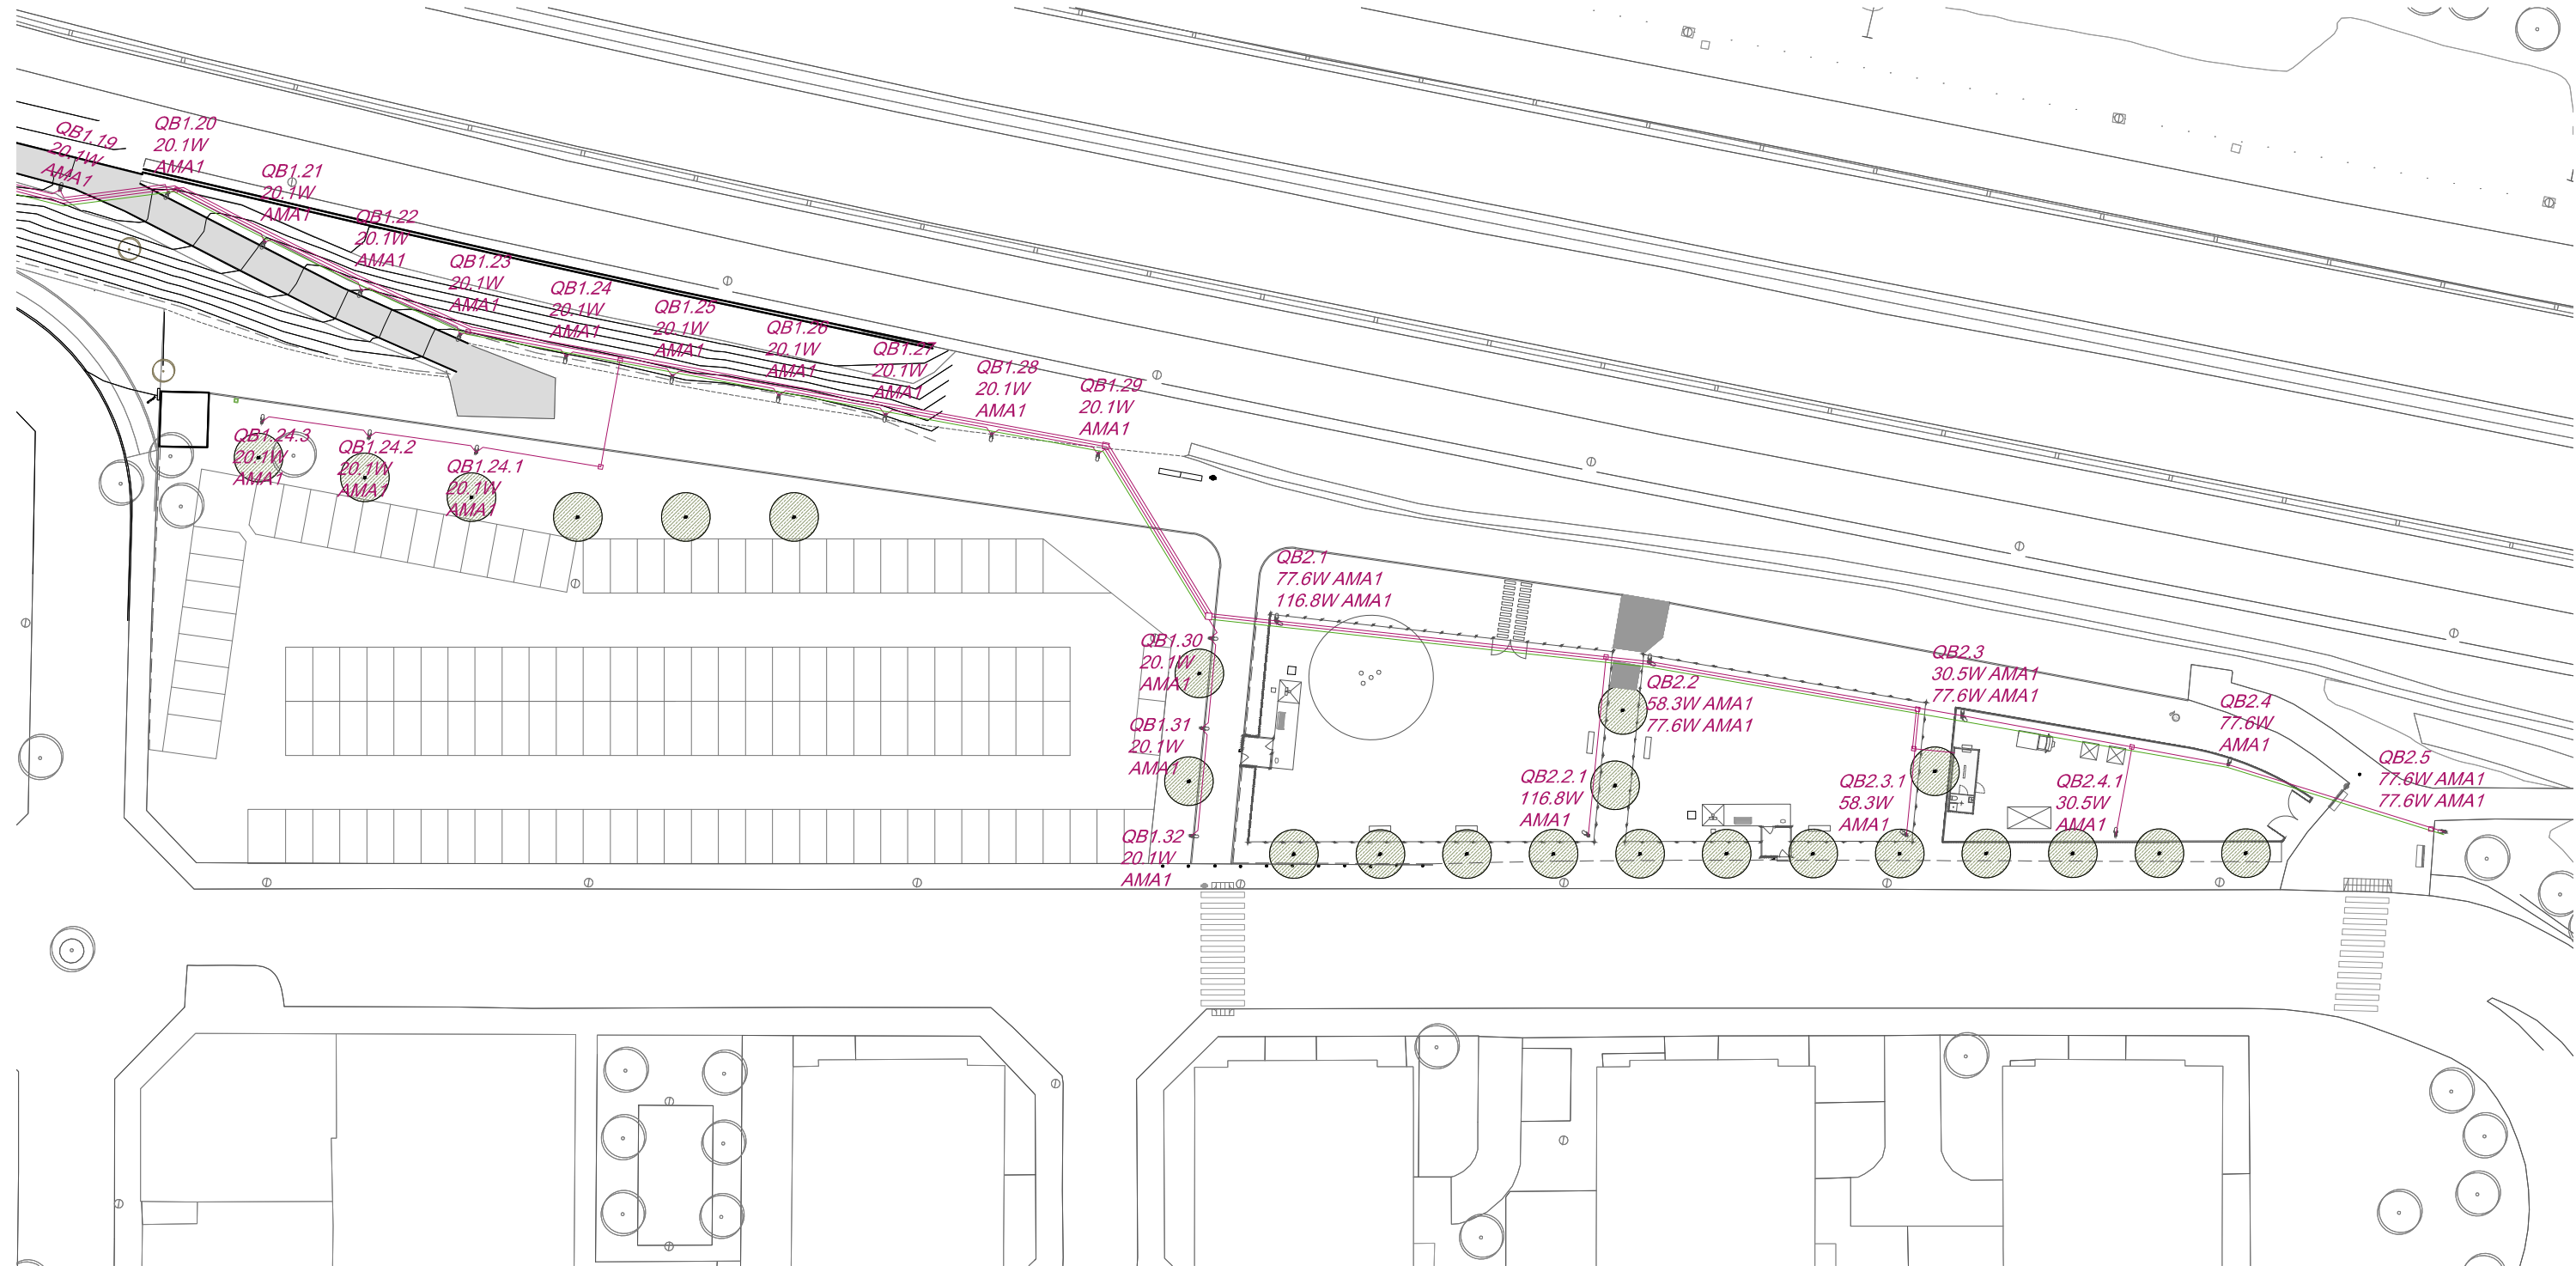 QB1.19
20.1W
AMA1
QB1.20
20.1W
AMA1
QB1.21
20.1W
AMA1
QB1.22
20.1W
AMA1
QB1.23
20.1W
AMA1
QB1.24
20.1W
AMA1
QB1.25
20.1W
AMA1
QB1.26
20.1W
AMA1
QB1.27
20.1W
AMA1
QB1.28
20.1W
AMA1
QB1.29
20.1W
AMA1
QB1.24.3
20.1W
AMA1
QB1.24.2
20.1W
AMA1
QB1.24.1
20.1W
AMA1
QB2.1
77.6W AMA1
116.8W AMA1
QB1.30
20.1W
AMA1
QB2.2
58.3W AMA1
77.6W AMA1
QB2.3
30.5W AMA1
77.6W AMA1
QB2.4
77.6W
AMA1
QB1.31
20.1W
AMA1
QB2.5
77.6W AMA1
77.6W AMA1
QB2.2.1
116.8W
AMA1
QB2.3.1
58.3W
AMA1
QB2.4.1
30.5W
AMA1
QB1.32
20.1W
AMA1